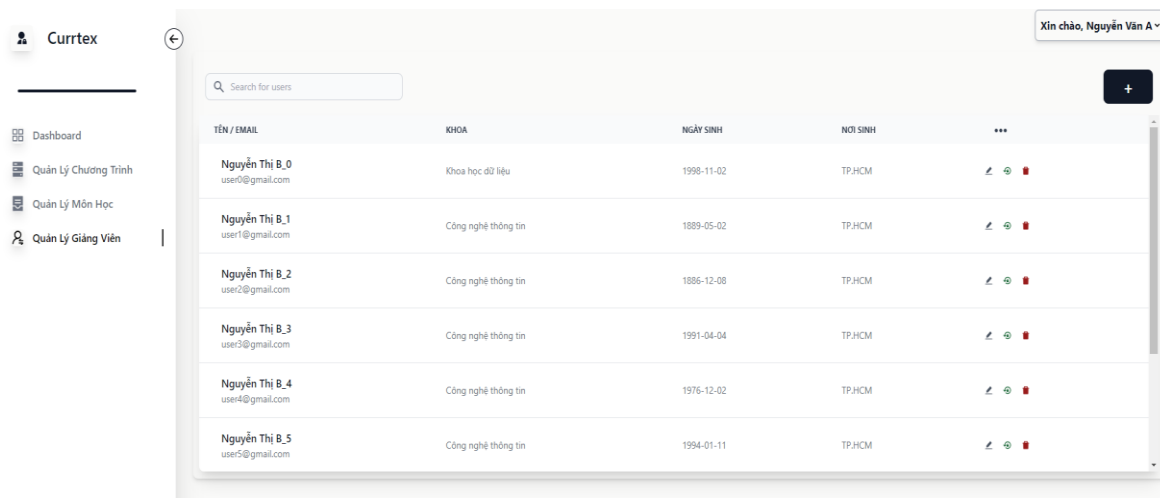 Currtex
Xin chào, Nguyễn Văn A
Search for users
+
Dashboard
Quản Lý Chương Trình
Quản Lý Môn Học
Quản Lý Giảng Viên
TÊN / EMAIL KHOA NGÀY SINH NƠI SINH •••
Nguyễn Thị B_0
user0@gmail.com
Khoa học dữ liệu 1998-11-02 TP.HCM
Nguyễn Thị B_1
user1@gmail.com
Công nghệ thông tin 1889-05-02 TP.HCM
Nguyễn Thị B_2
user2@gmail.com
Công nghệ thông tin 1886-12-08 TP.HCM
Nguyễn Thị B_3
user3@gmail.com
Công nghệ thông tin 1991-04-04 TP.HCM
Nguyễn Thị B_4
user4@gmail.com
Công nghệ thông tin 1976-12-02 TP.HCM
Nguyễn Thị B_5
user5@gmail.com
Công nghệ thông tin 1994-01-11 TP.HCM